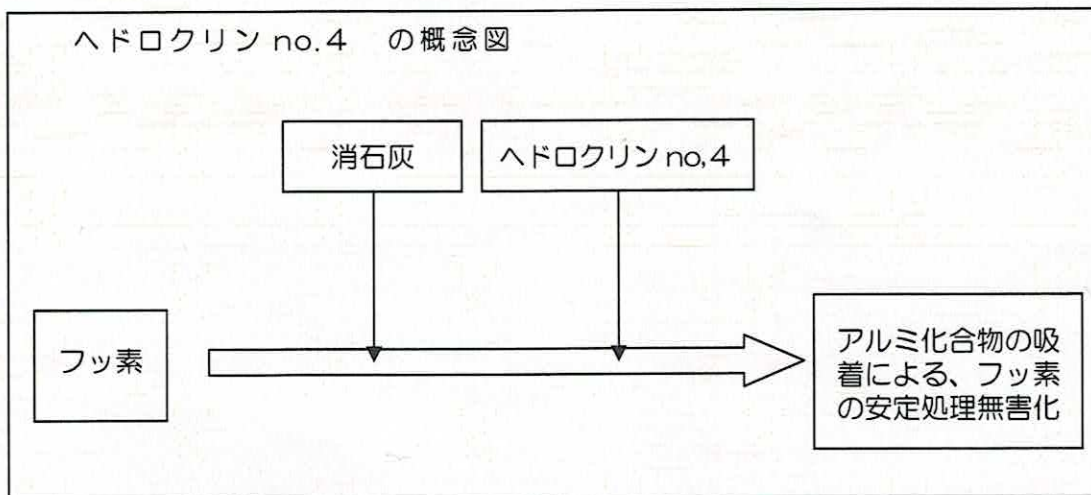 ヘドロクリン no.4 の概念図
消石灰
ヘドロクリン no,4
フッ素
アルミ化合物の吸
着による、フッ素
の安定処理無害化